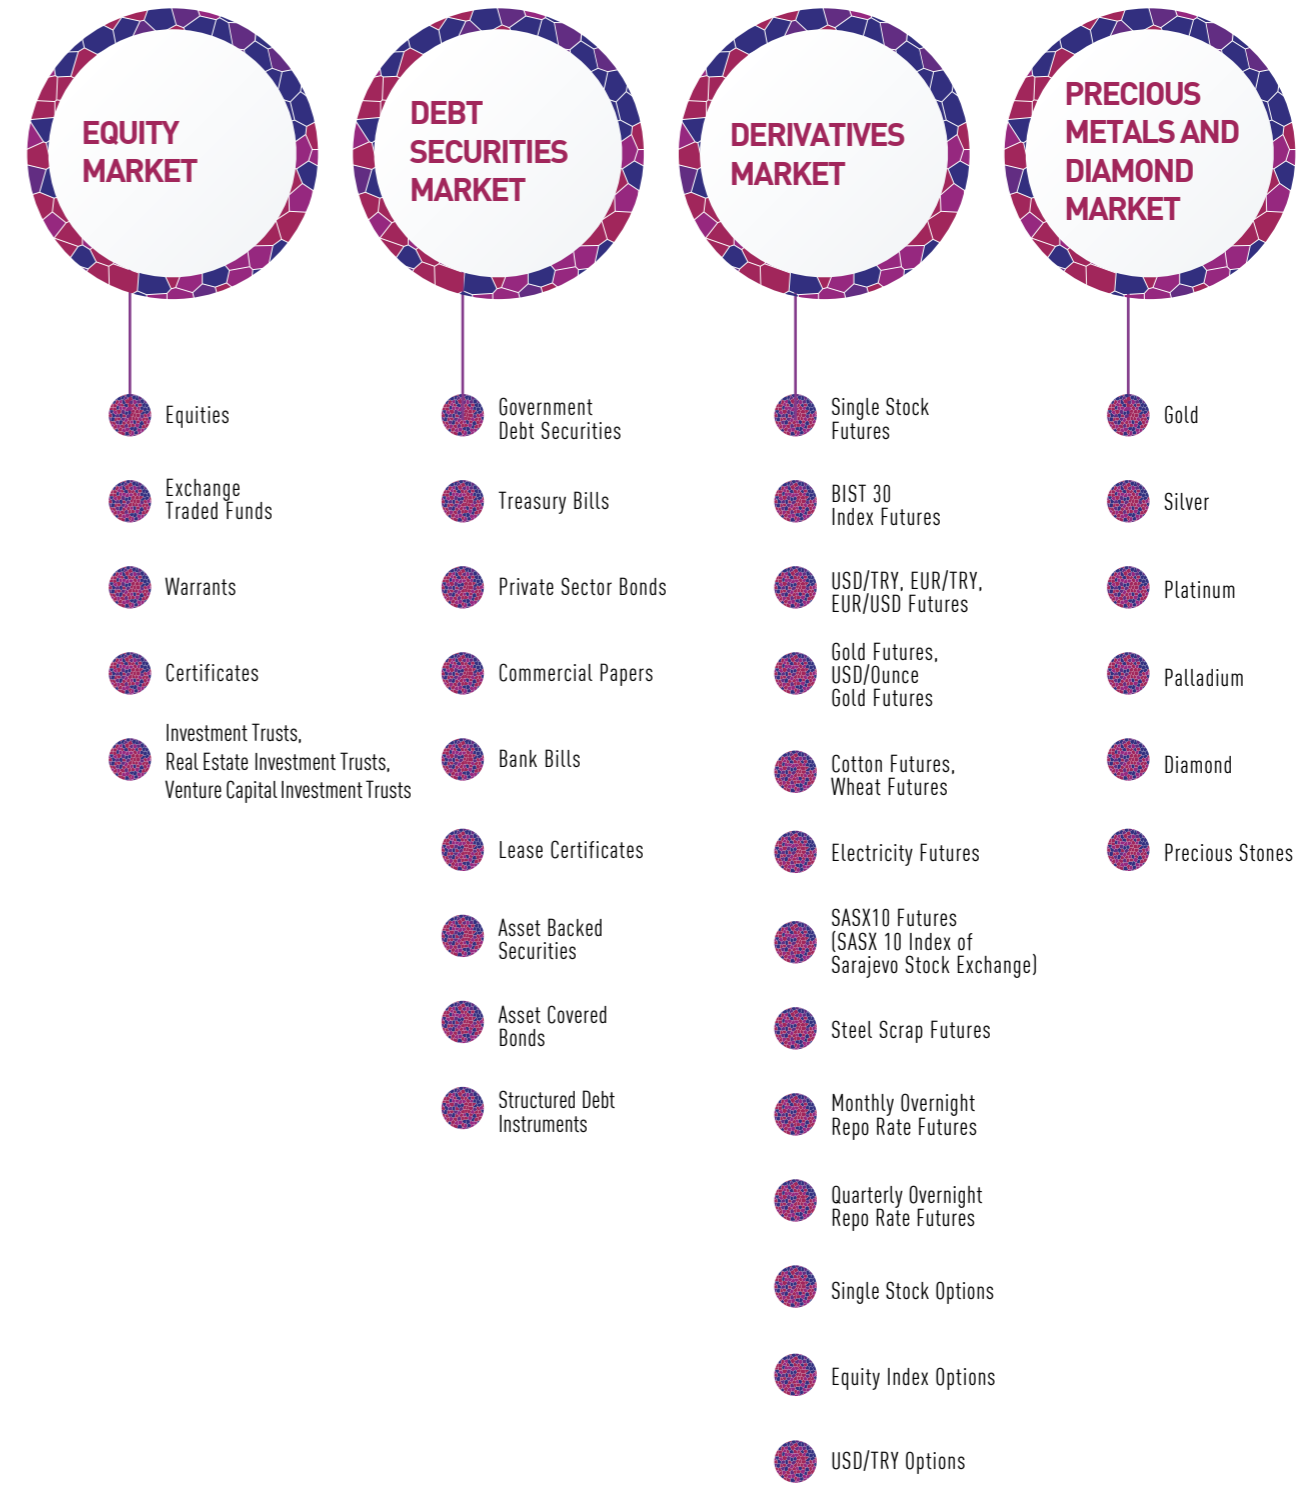 EQUITY
MARKET
Equities
Exchange
Traded Funds
Warrants
Certificates
Investment Trusts,
Real Estate Investment Trusts,
Venture Capital Investment Trusts
DEBT
SECURITIES
MARKET
Government
Debt Securities
Treasury Bills
Private Sector Bonds
Commercial Papers
Bank Bills
Lease Certificates
Asset Backed
Securities
Asset Covered
Bonds
Structured Debt
Instruments
DERIVATIVES
MARKET
Single Stock
Futures
BIST 30
Index Futures
USD/TRY, EUR/TRY,
EUR/USD Futures
Gold Futures,
USD/Ounce
Gold Futures
Cotton Futures,
Wheat Futures
Electricity Futures
SASX10 Futures
(SASX 10 Index of
Sarajevo Stock Exchange)
Steel Scrap Futures
Monthly Overnight
Repo Rate Futures
Quarterly Overnight
Repo Rate Futures
Single Stock Options
Equity Index Options
USD/TRY Options
PRECIOUS
METALS AND
DIAMOND
MARKET
Gold
Silver
Platinum
Palladium
Diamond
Precious Stones